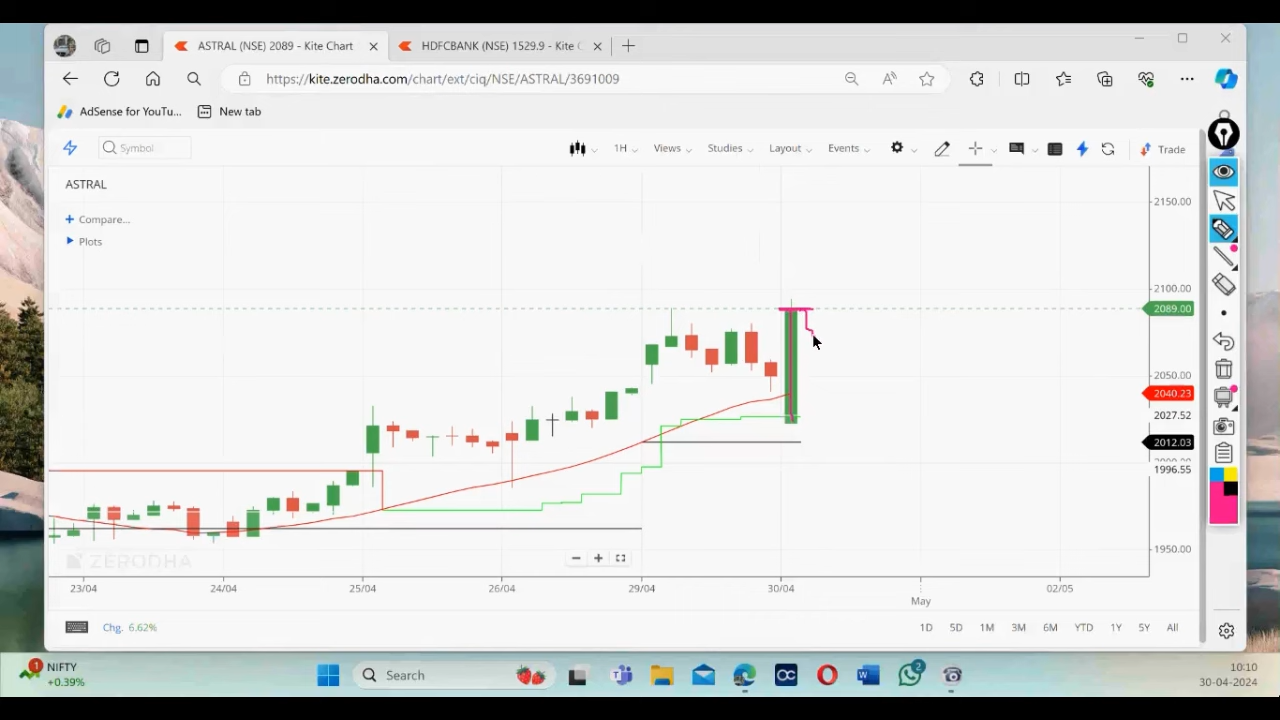 ASTRAL (NSE) 2089 - Kite Chart
HDFCBANK (NSE) 1529.9 - Kite C
https://kite.zerodha.com/chart/ext/ciq/NSE/ASTRAL/3691009
AdSense for YouTu...
New tab
Symbol
1H
Views
Studies
Layout
Events
Trade
ASTRAL
Compare...
Plots
2150.00
2100.00
2089.00
2050.00
2040.23
2027.52
2012.03
1996.55
1950.00
ZERODHA
23/04
24/04
25/04
26/04
29/04
30/04
May
02/05
Chg. 6.62%
1D
5D
1M
3M
6M
YTD
1Y
5Y
All
1
NIFTY
+0.39%
Search
2
10:10
30-04-2024